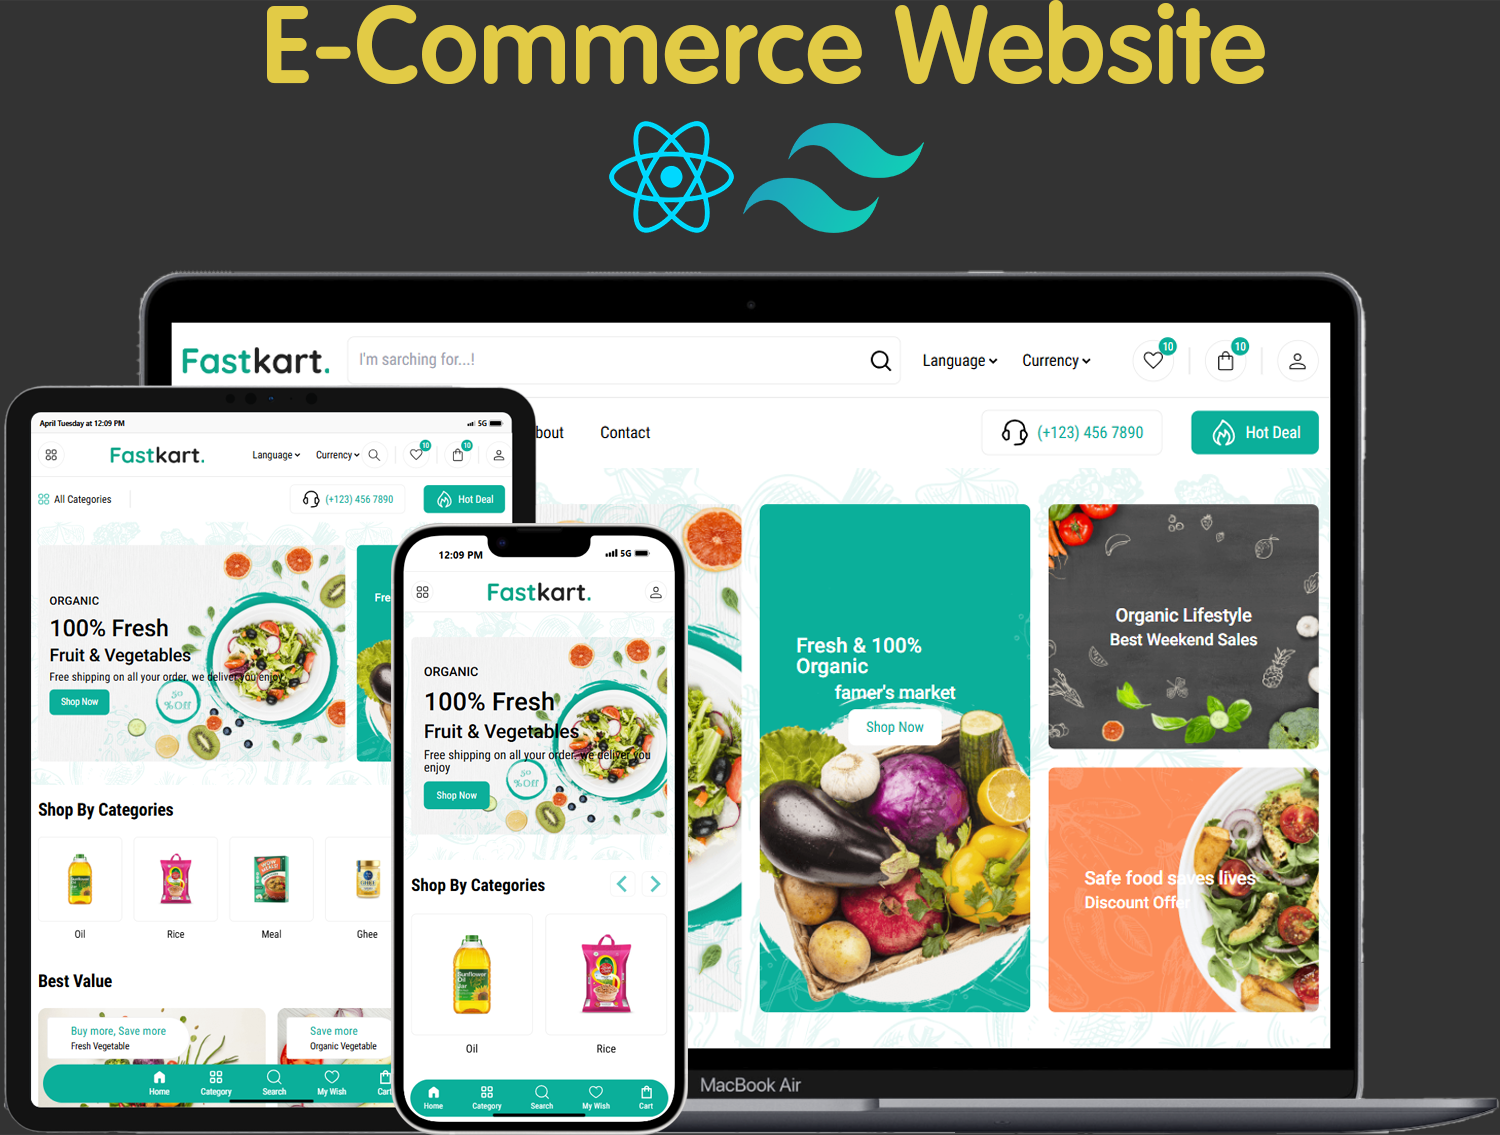 E-Commerce Website
Fastkart.
I'm sarching for...!
Language
Currency
10
10
bout
Contact
(+123) 456 7890
Hot Deal
Fresh & 100%
Organic
famer's market
Shop Now
Organic Lifestyle
Best Weekend Sales
Safe food saves lives
Discount Offer
MacBook Air
April Tuesday at 12:09 PM
5G
Fastkart.
Language
Currency
10
10
All Categories
(+123) 456 7890
Hot Deal
ORGANIC
100% Fresh
Fruit & Vegetables
Free shipping on all your order. we deliver you enjoy
Shop Now
50
%Off
Fre
Shop By Categories
Oil
Rice
Meal
Ghee
Best Value
Buy more, Save more
Fresh Vegetable
Save more
Organic Vegetable
Home
Category
Search
My Wish
Cart
12:09 PM
5G
Fastkart.
ORGANIC
100% Fresh
Fruit & Vegetables
Free shipping on all your order. we deliver you
enjoy
Shop Now
50
%Off
Shop By Categories
Sunflower
Oil
Jar
Oil
Rice
Home
Category
Search
My Wish
Cart